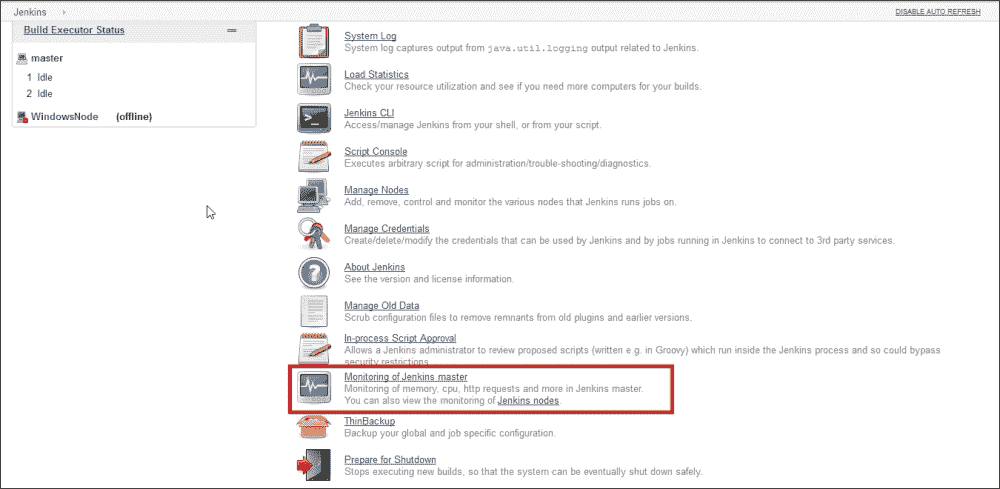 Jenkins
DISABLE AUTO REFRESH
Build Executor Status
master
1 Idle
2 Idle
WindowsNode (offline)
System Log
System log captures output from java.util.logging output related to Jenkins.
Load Statistics
Check your resource utilization and see if you need more computers for your builds.
Jenkins CLI
Access/manage Jenkins from your shell, or from your script.
Script Console
Executes arbitrary script for administration/trouble-shooting/diagnostics.
Manage Nodes
Add, remove, control and monitor the various nodes that Jenkins runs jobs on.
Manage Credentials
Create/delete/modify the credentials that can be used by Jenkins and by jobs running in Jenkins to connect to 3rd party services.
About Jenkins
See the version and license information.
Manage Old Data
Scrub configuration files to remove remnants from old plugins and earlier versions.
In-process Script Approval
Allows a Jenkins administrator to review proposed scripts (written e.g. in Groovy) which run inside the Jenkins process and so could bypass
security restrictions.
Monitoring of Jenkins master
Monitoring of memory, cpu, http requests and more in Jenkins master.
You can also view the monitoring of Jenkins nodes.
ThinBackup
Backup your global and job specific configuration.
Prepare for Shutdown
Stops executing new builds, so that the system can be eventually shut down safely.